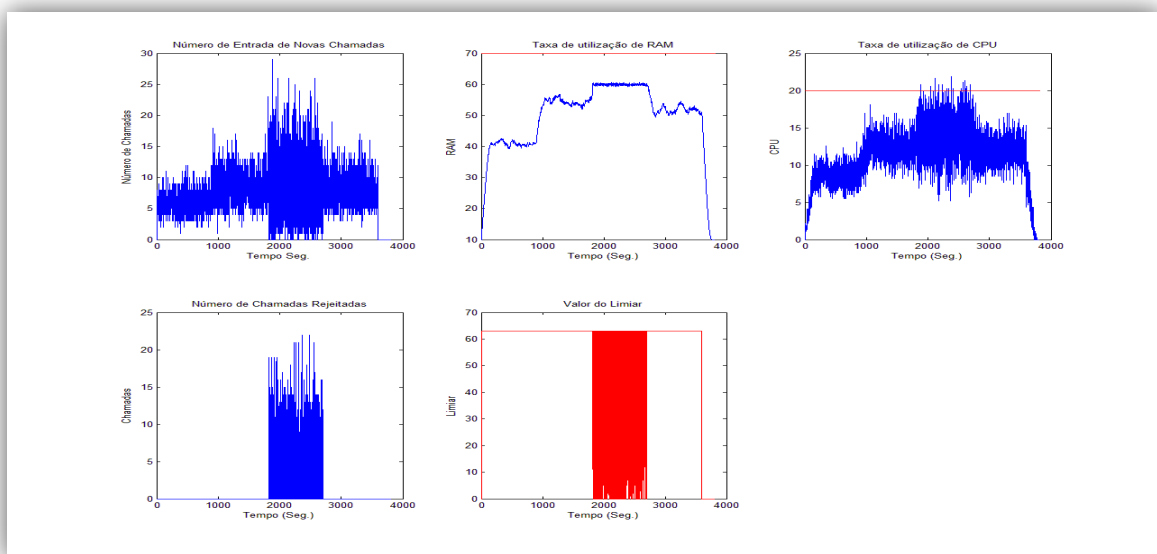 Número de Entrada de Novas Chamadas
30
25
20
15
10
5
0
Número de Chamadas
0 1000 2000 3000 4000
Tempo Seg.
Taxa de utilização de RAM
70
60
50
40
30
20
10
RAM
0 1000 2000 3000 4000
Tempo (Seg.)
Taxa de utilização de CPU
25
20
15
10
5
0
CPU
0 1000 2000 3000 4000
Tempo (Seg.)
Número de Chamadas Rejeitadas
25
20
15
10
5
0
Chamadas
0 1000 2000 3000 4000
Tempo (Seg.)
Valor do Limiar
70
60
50
40
30
20
10
0
Limiar
0 1000 2000 3000 4000
Tempo (Seg.)